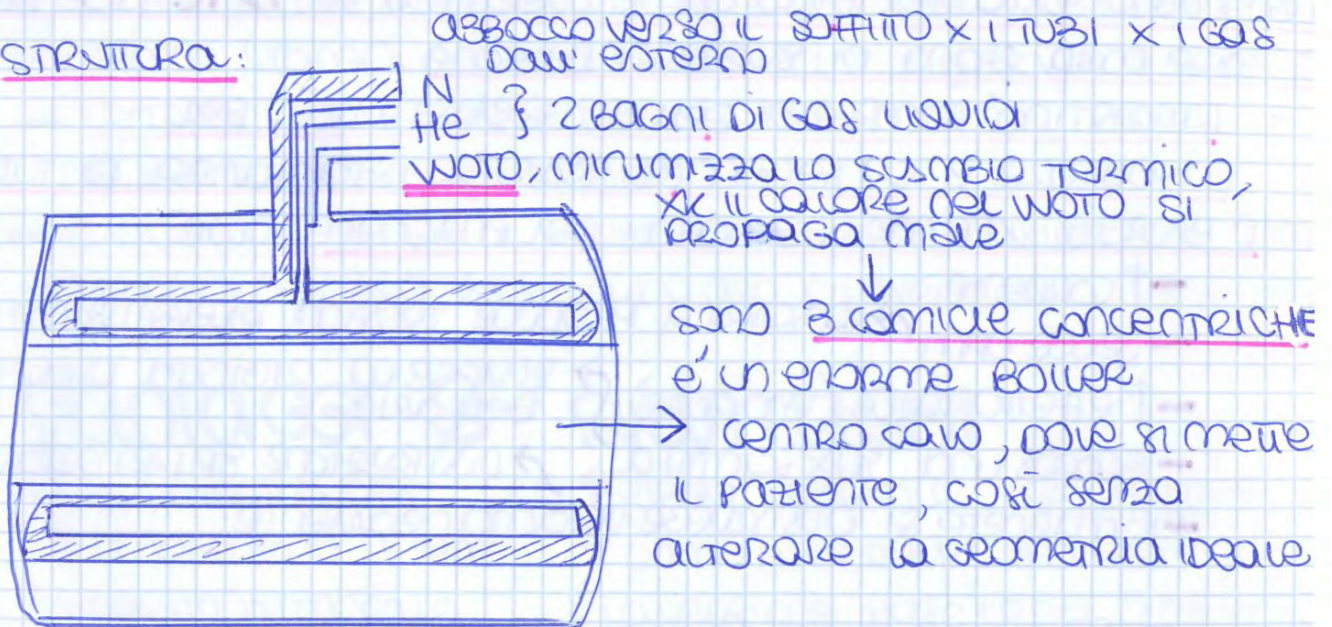 STRUTTURA:
ABBOCCO VERSO IL SOFFITTO X I TUBI X I GAS
DALL' ESTERNO
N
He } 2 BAGNI DI GAS LIQUIDI
VUOTO, MINIMIZZA LO SCAMBIO TERMICO,
XK IL CALORE NEL VUOTO SI
PROPAGA MALE
↓
SONO 3 CAMICIE CONCENTRICHE
E' UN ENORME BOILER
→ CENTRO CAVO, DOVE SI METTE
IL PAZIENTE, COSÌ SENZA
ALTERARE LA GEOMETRIA IDEALE